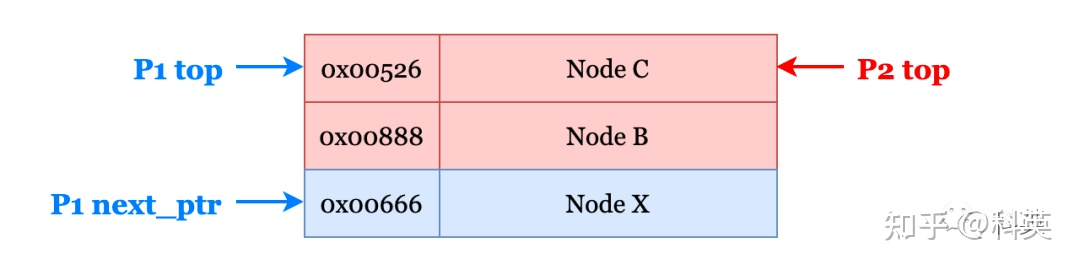 P1 top 0x00526 Node C P2 top
0x00888 Node B
P1 next_ptr 0x00666 Node X
知乎 @科英